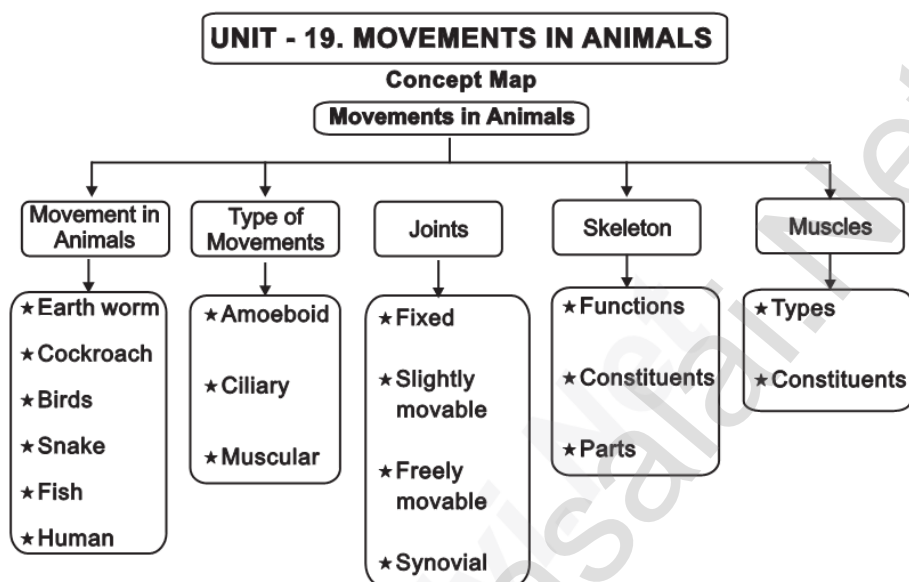 UNIT - 19. MOVEMENTS IN ANIMALS
Concept Map
Movements in Animals
Movement in
Animals
★Earth worm
★Cockroach
★Birds
★Snake
★Fish
★Human
Type of
Movements
★Amoeboid
★Ciliary
★Muscular
Joints
★Fixed
★Slightly
movable
★Freely
movable
★Synovial
Skeleton
★Functions
★Constituents
★Parts
Muscles
★Types
★Constituents